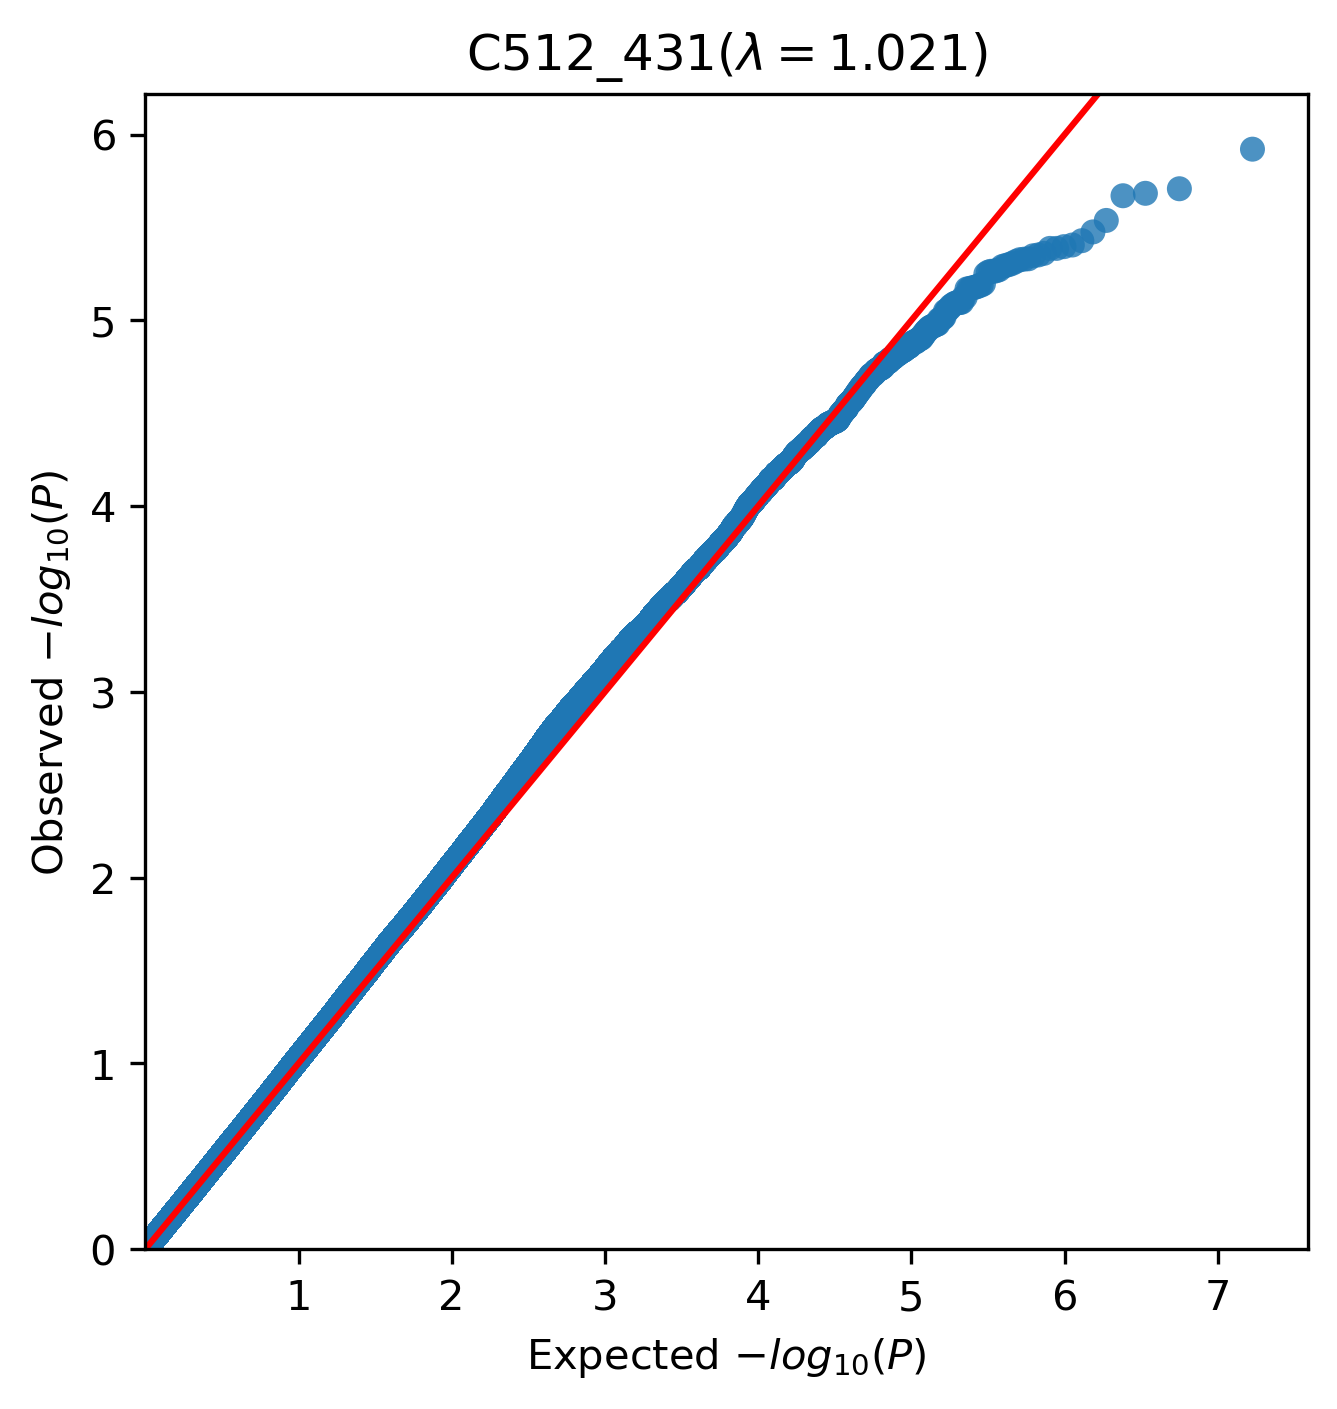 C512_431(λ = 1.021)
Observed −log₁₀(P)
6
5
4
3
2
1
0
1 2 3 4 5 6 7
Expected −log₁₀(P)